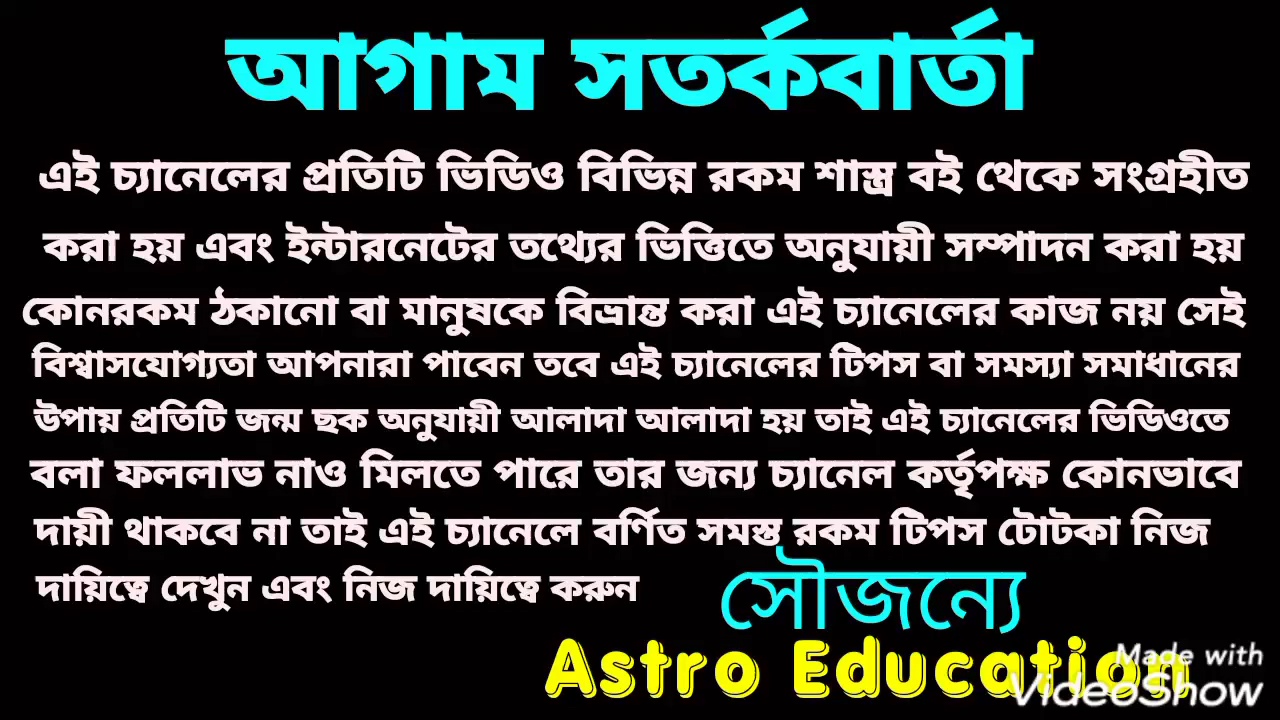 আগাম সতর্কবার্তা
এই চ্যানেলের প্রতিটি ভিডিও বিভিন্ন রকম শাস্ত্র বই থেকে সংগ্রহীত
করা হয় এবং ইন্টারনেটের তথ্যের ভিত্তিতে অনুযায়ী সম্পাদন করা হয়
কোনরকম ঠকানো বা মানুষকে বিভ্রান্ত করা এই চ্যানেলের কাজ নয় সেই
বিশ্বাসযোগ্যতা আপনারা পাবেন তবে এই চ্যানেলের টিপস বা সমস্যা সমাধানের
উপায় প্রতিটি জন্ম ছক অনুযায়ী আলাদা আলাদা হয় তাই এই চ্যানেলের ভিডিওতে
বলা ফললাভ নাও মিলতে পারে তার জন্য চ্যানেল কর্তৃপক্ষ কোনভাবে
দায়ী থাকবে না তাই এই চ্যানেলে বর্ণিত সমস্ত রকম টিপস টোটকা নিজ
দায়িত্বে দেখুন এবং নিজ দায়িত্বে করুন
সৌজন্যে
Astro Education
Made with
VideoShow